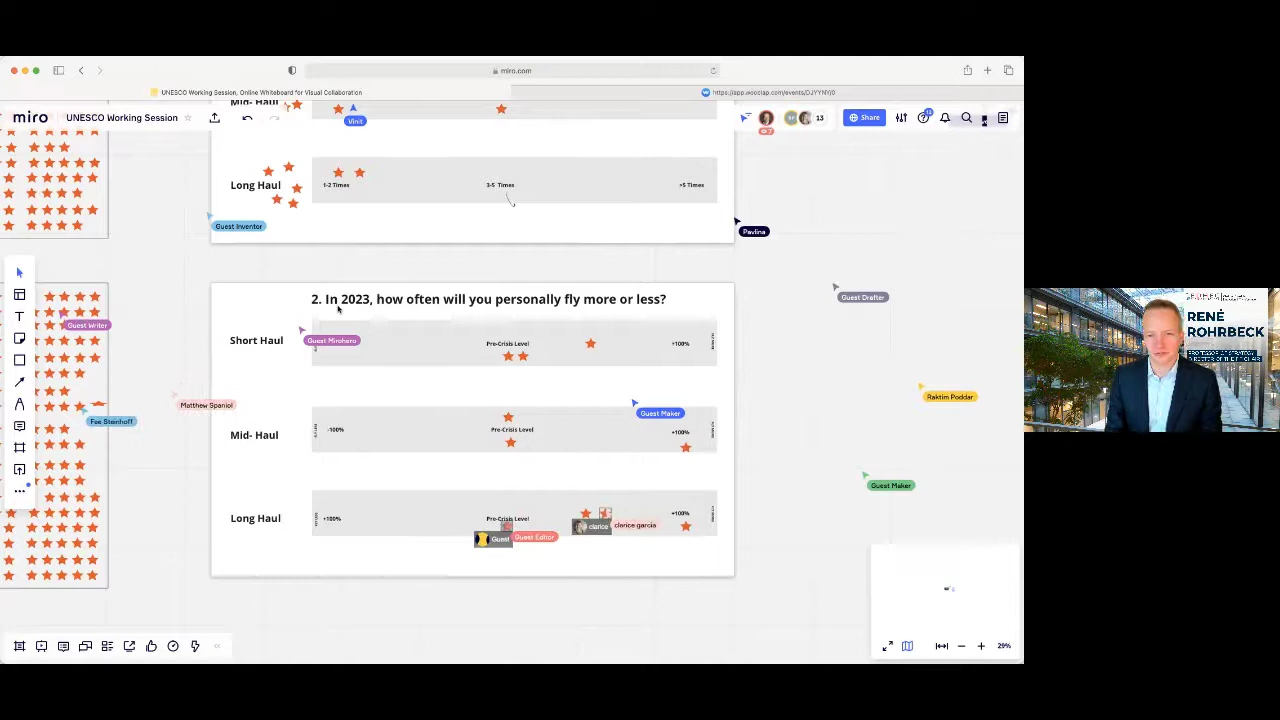 miro.com
UNESCO Working Session, Online Whiteboard for Visual Collaboration
Mid- Haul
miro
UNESCO Working Session
Vinit
13
Share
Long Haul
1-2 Times
3-5 Times
>5 Times
Guest Inventor
Pavlina
2. In 2023, how often will you personally fly more or less?
Guest Drafter
Guest Writer
Short Haul
Guest Mirohero
Pre-Crisis Level
+100%
RENÉ
ROHRBECK
PROFESSOR OF STRATEGY
Matthew Spaniol
Raktim Poddar
Fee Steinhoff
Guest Maker
Mid- Haul
-100%
Pre-Crisis Level
+100%
Guest Maker
Long Haul
+100%
Pre-Crisis Level
+100%
clarice
clarice garcia
Guest
Guest Editor
29%